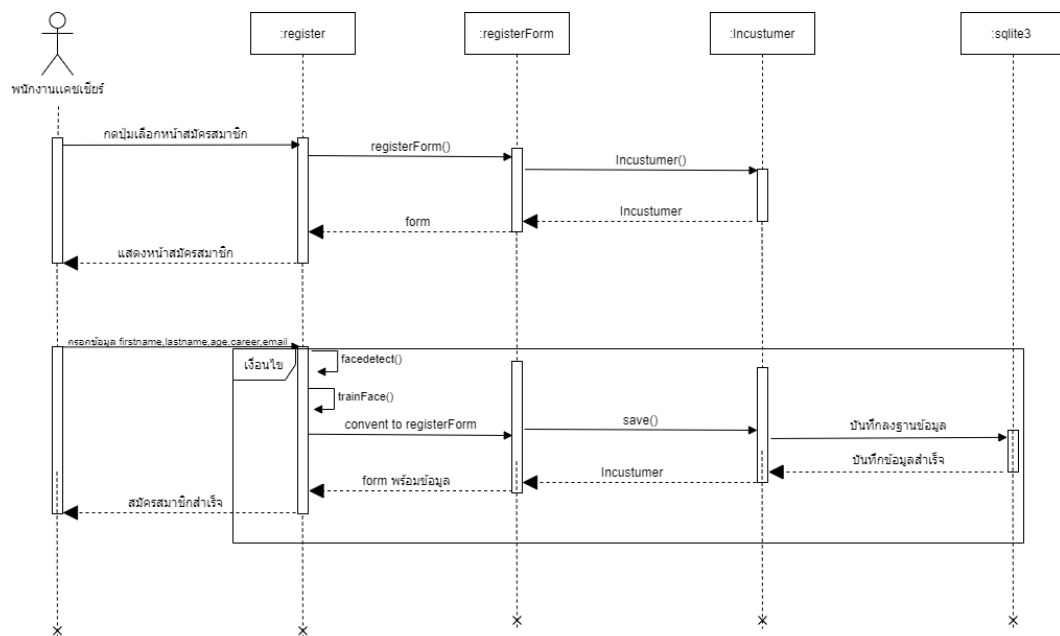 :register
:registerForm
:Incustumer
:sqlite3
พนักงานแคชเชียร์
กดปุ่มเลือกหน้าสมัครสมาชิก
registerForm()
Incustumer()
Incustumer
form
แสดงหน้าสมัครสมาชิก
กรอกข้อมูล firstname,lastname,age,career,email
เงื่อนไข
facedetect()
trainFace()
convent to registerForm
save()
บันทึกลงฐานข้อมูล
บันทึกข้อมูลสำเร็จ
Incustumer
form พร้อมข้อมูล
สมัครสมาชิกสำเร็จ